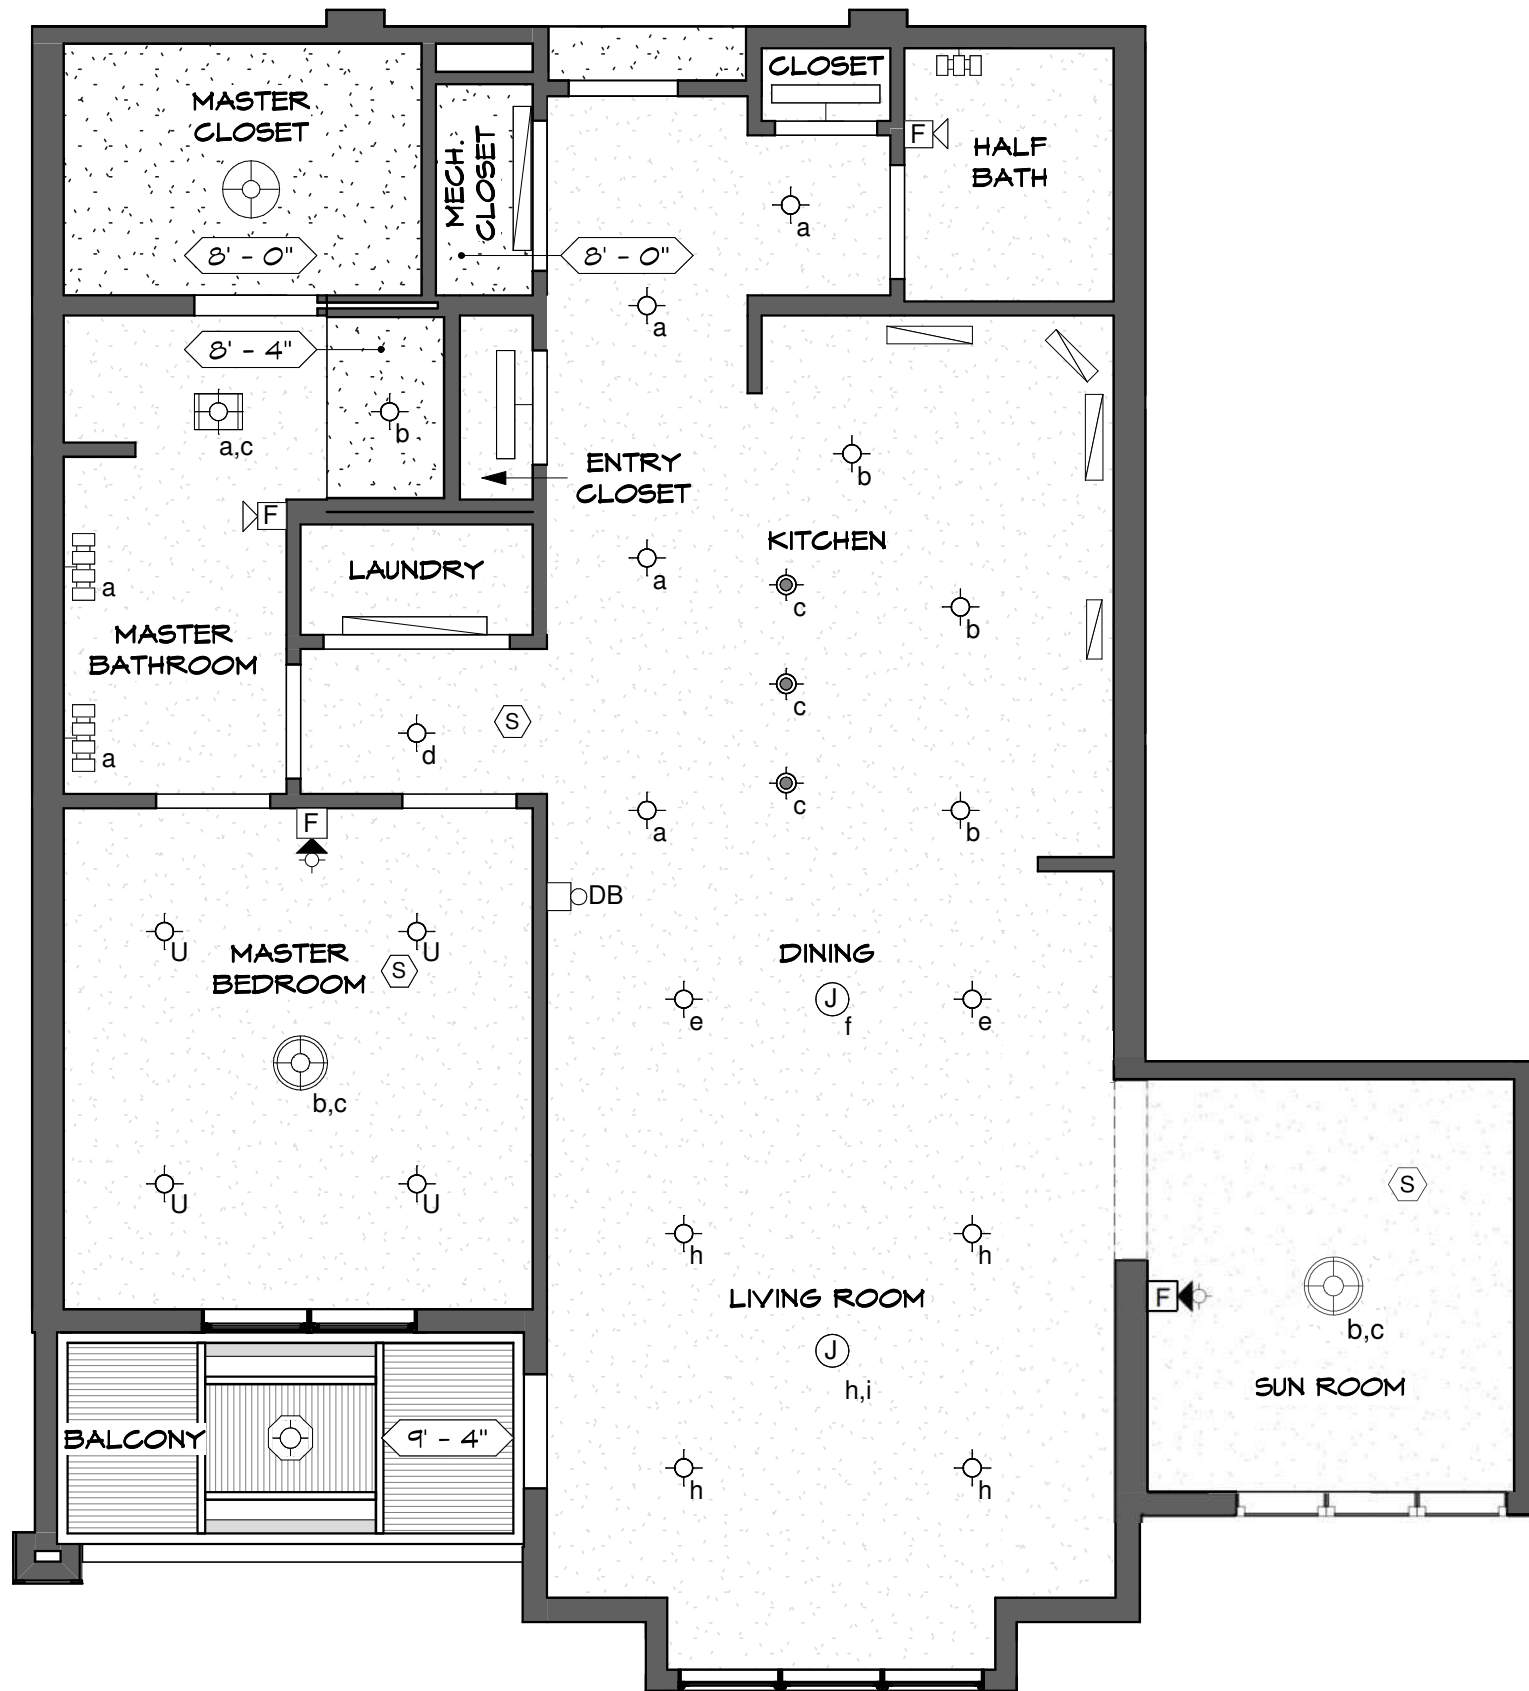 MASTER
CLOSET
8' - 0"
MECH.
CLOSET
8' - 0"
CLOSET
F
HALF
BATH
a
a
8' - 4"
a,c
b
ENTRY
CLOSET
b
F
KITCHEN
LAUNDRY
a
a
c
b
MASTER
BATHROOM
c
a
d
S
c
a
b
F
DB
U
U
MASTER
BEDROOM
S
DINING
e
J
f
e
b,c
U
U
h
h
S
LIVING ROOM
F
J
h,i
b,c
SUN ROOM
BALCONY
9' - 4"
h
h